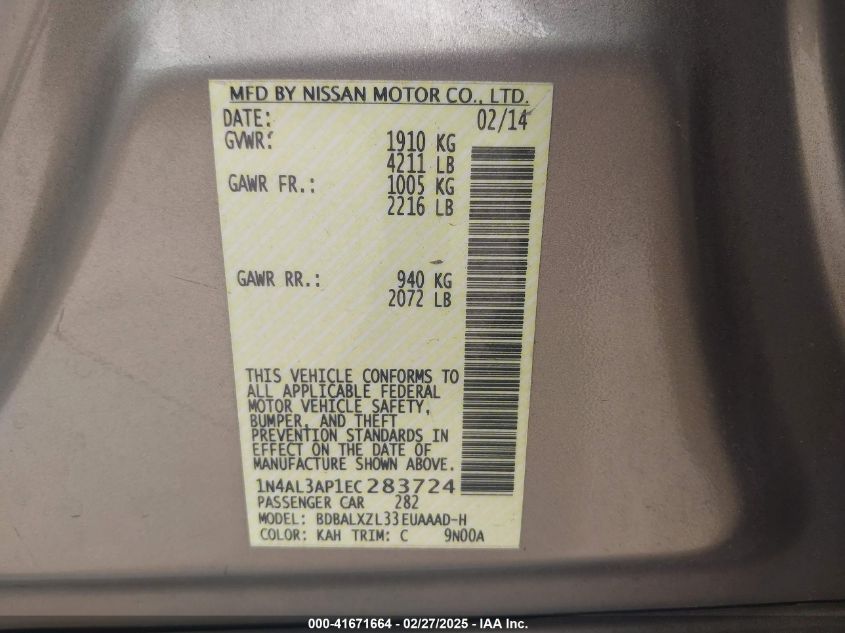 MFD BY NISSAN MOTOR CO., LTD.
DATE: 02/14
GVWR: 1910 KG
4211 LB
GAWR FR.: 1005 KG
2216 LB
GAWR RR.: 940 KG
2072 LB
THIS VEHICLE CONFORMS TO
ALL APPLICABLE FEDERAL
MOTOR VEHICLE SAFETY,
BUMPER, AND THEFT
PREVENTION STANDARDS IN
EFFECT ON THE DATE OF
MANUFACTURE SHOWN ABOVE.
1N4AL3AP1EC283724
PASSENGER CAR 282
MODEL: BDBALXZL33EUAAAD-H
COLOR: KAH TRIM: C 9N00A
000-41671664 - 02/27/2025 - IAA Inc.